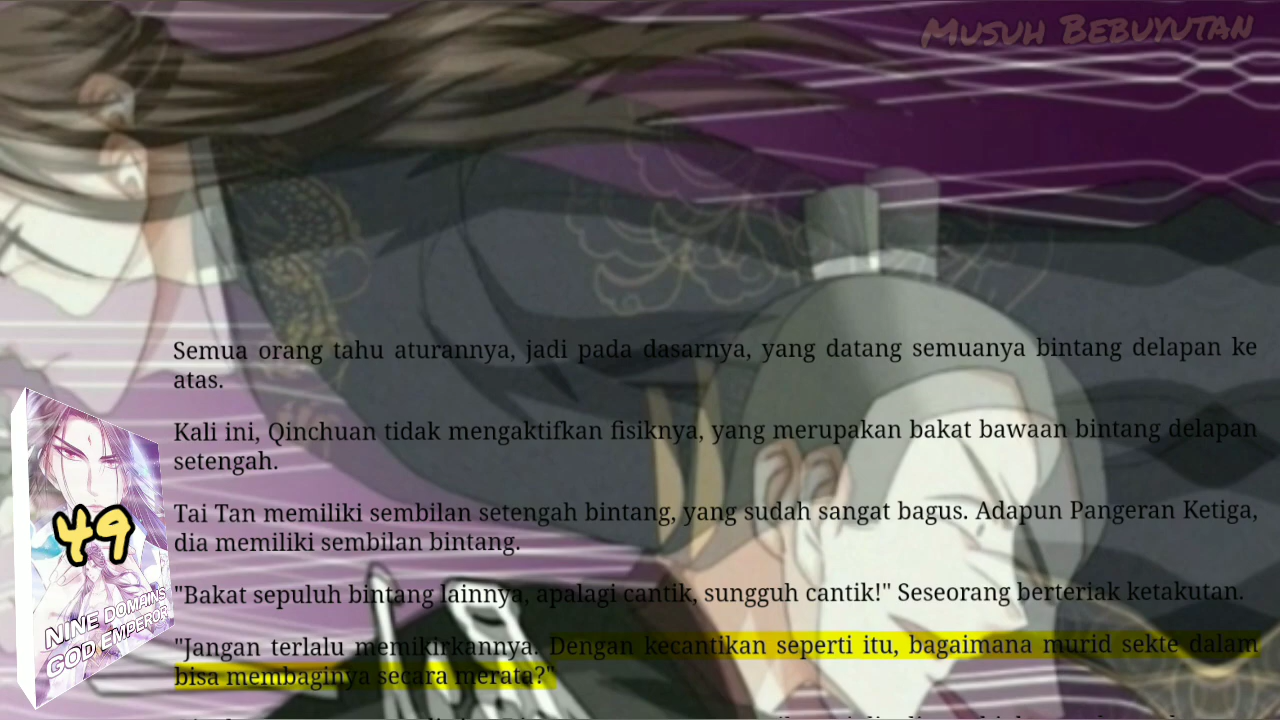 Musuh Bebuyutan
Semua orang tahu aturannya, jadi pada dasarnya, yang datang semuanya bintang delapan ke
atas.
Kali ini, Qinchuan tidak mengaktifkan fisiknya, yang merupakan bakat bawaan bintang delapan
setengah.
Tai Tan memiliki sembilan setengah bintang, yang sudah sangat bagus. Adapun Pangeran Ketiga,
dia memiliki sembilan bintang.
"Bakat sepuluh bintang lainnya, apalagi cantik, sungguh cantik!" Seseorang berteriak ketakutan.
"Jangan terlalu memikirkannya. Dengan kecantikan seperti itu, bagaimana murid sekte dalam
bisa membaginya secara merata?"
49
NINE DOMAINS
GOD EMPEROR